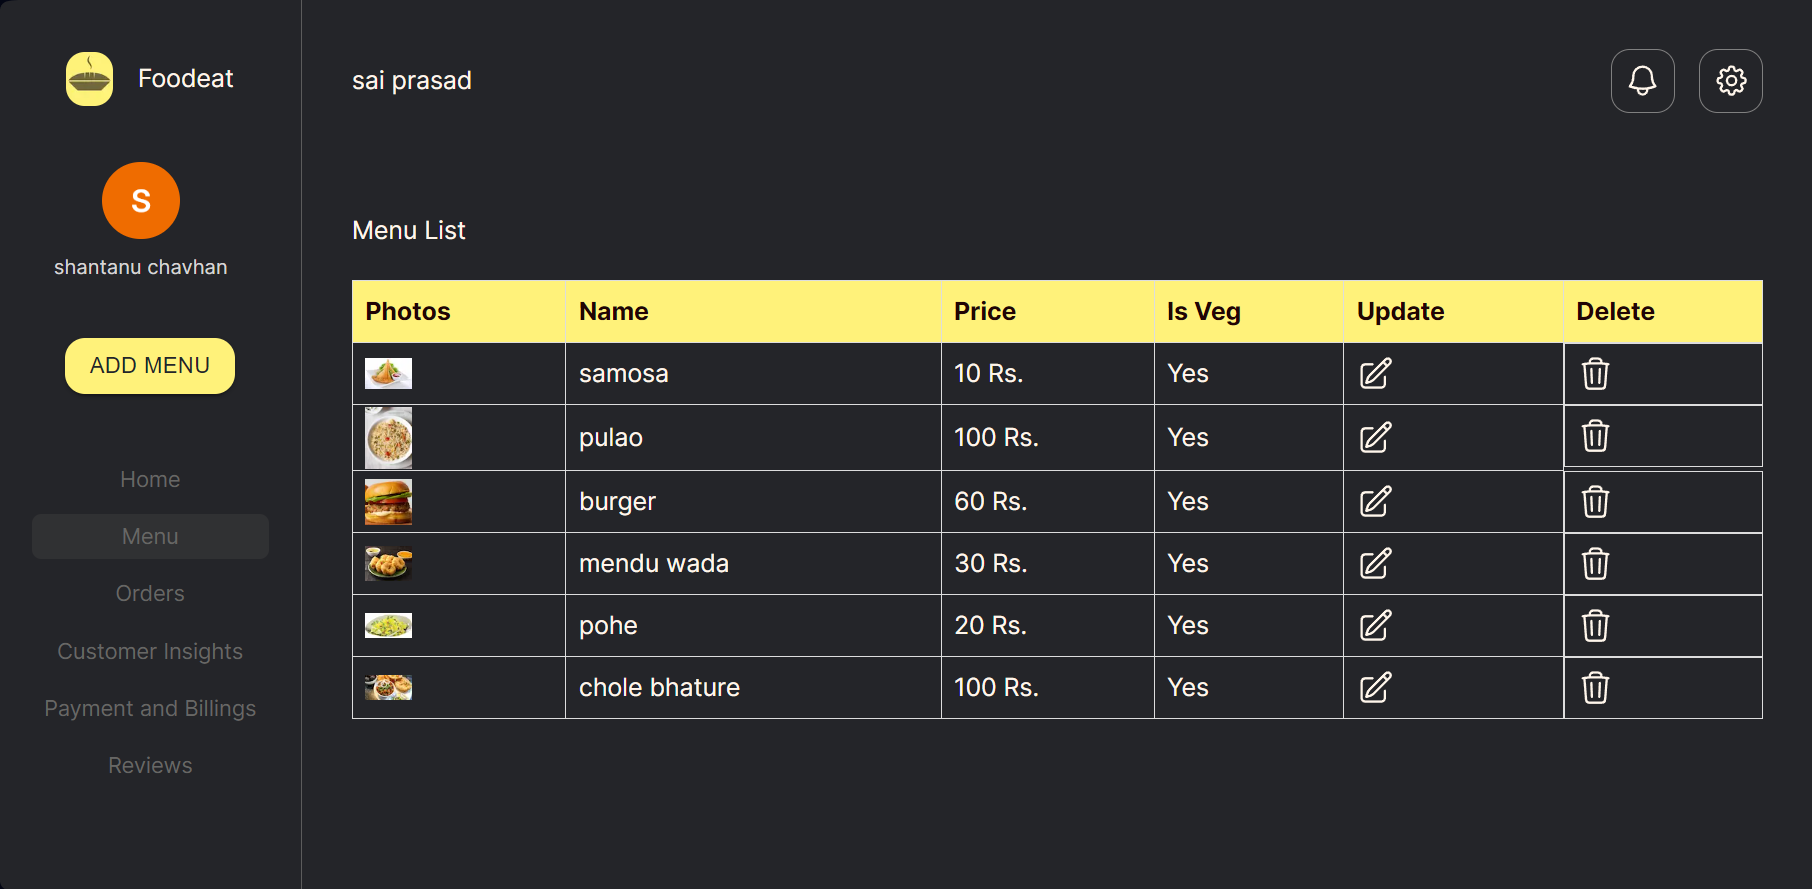 Foodeat
S
shantanu chavhan
ADD MENU
Home
Menu
Orders
Customer Insights
Payment and Billings
Reviews
sai prasad
Menu List
Photos Name Price Is Veg Update Delete
samosa 10 Rs. Yes
pulao 100 Rs. Yes
burger 60 Rs. Yes
mendu wada 30 Rs. Yes
pohe 20 Rs. Yes
chole bhature 100 Rs. Yes